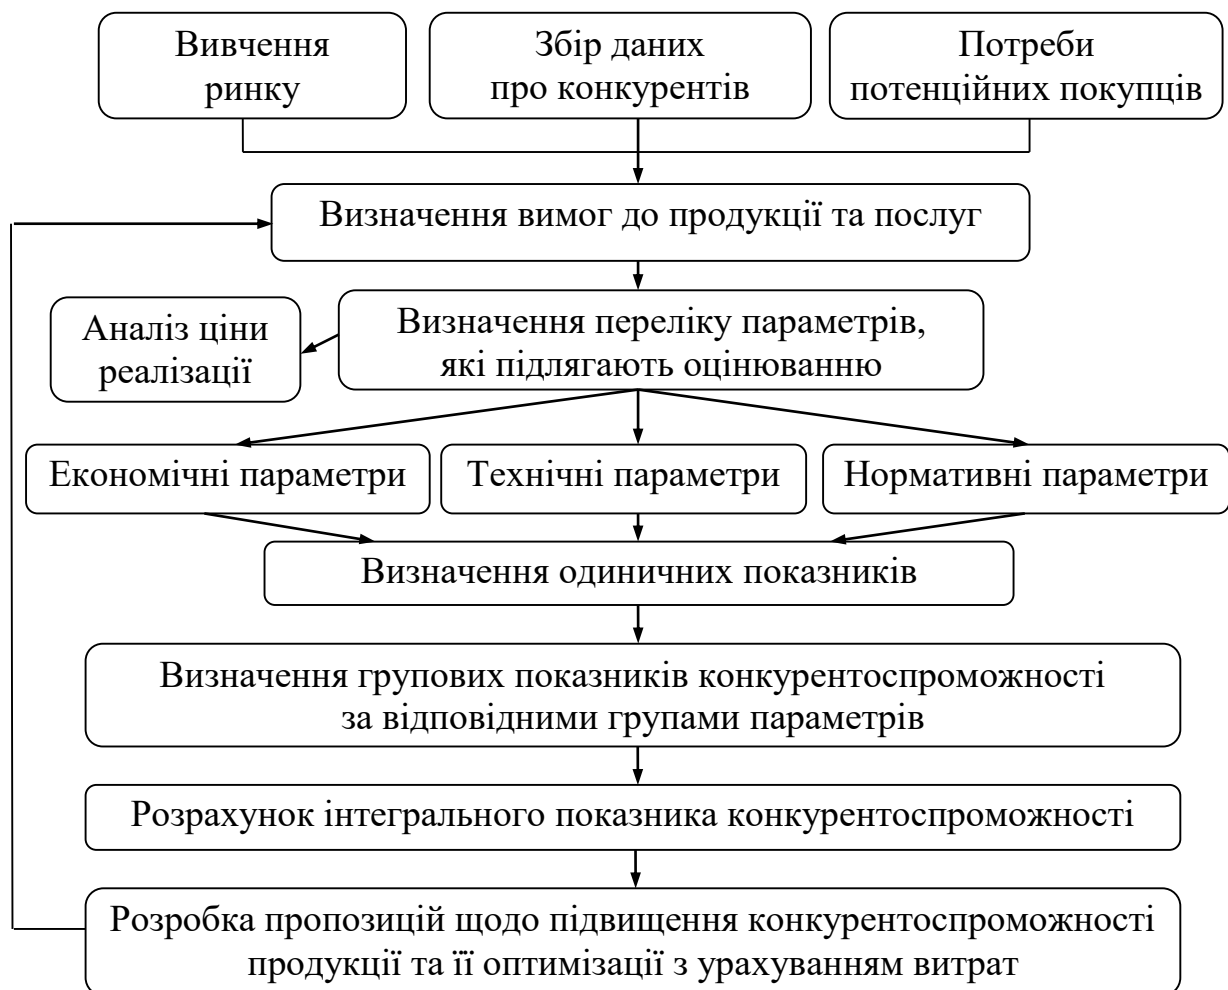 Вивчення
ринку
Збір даних
про конкурентів
Потреби
потенційних покупців
Визначення вимог до продукції та послуг
Аналіз ціни
реалізації
Визначення переліку параметрів,
які підлягають оцінюванню
Економічні параметри
Технічні параметри
Нормативні параметри
Визначення одиничних показників
Визначення групових показників конкурентоспроможності
за відповідними групами параметрів
Розрахунок інтегрального показника конкурентоспроможності
Розробка пропозицій щодо підвищення конкурентоспроможності
продукції та її оптимізації з урахуванням витрат